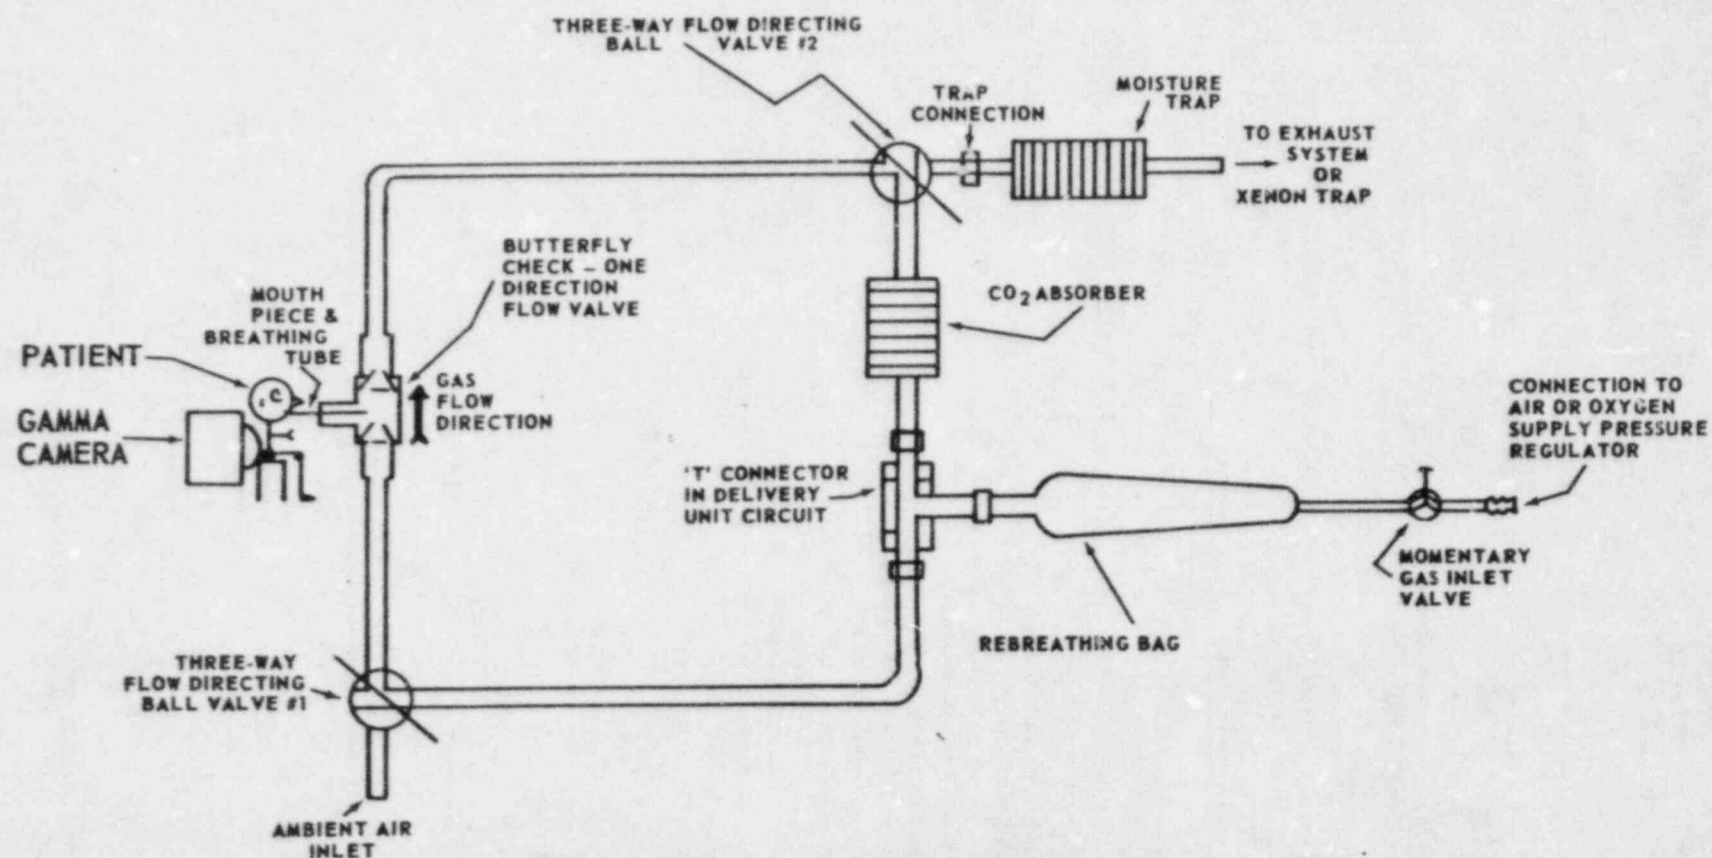 THREE-WAY FLOW DIRECTING
BALL VALVE #2
TRAP
CONNECTION
MOISTURE
TRAP
TO EXHAUST
SYSTEM
OR
XENON TRAP
BUTTERFLY
CHECK – ONE
DIRECTION
FLOW VALVE
MOUTH
PIECE &
BREATHING
TUBE
CO2 ABSORBER
PATIENT
GAS
FLOW
DIRECTION
GAMMA
CAMERA
CONNECTION TO
AIR OR OXYGEN
SUPPLY PRESSURE
REGULATOR
'T' CONNECTOR
IN DELIVERY
UNIT CIRCUIT
MOMENTARY
GAS INLET
VALVE
REBREATHING BAG
THREE-WAY
FLOW DIRECTING
BALL VALVE #1
AMBIENT AIR
INLET